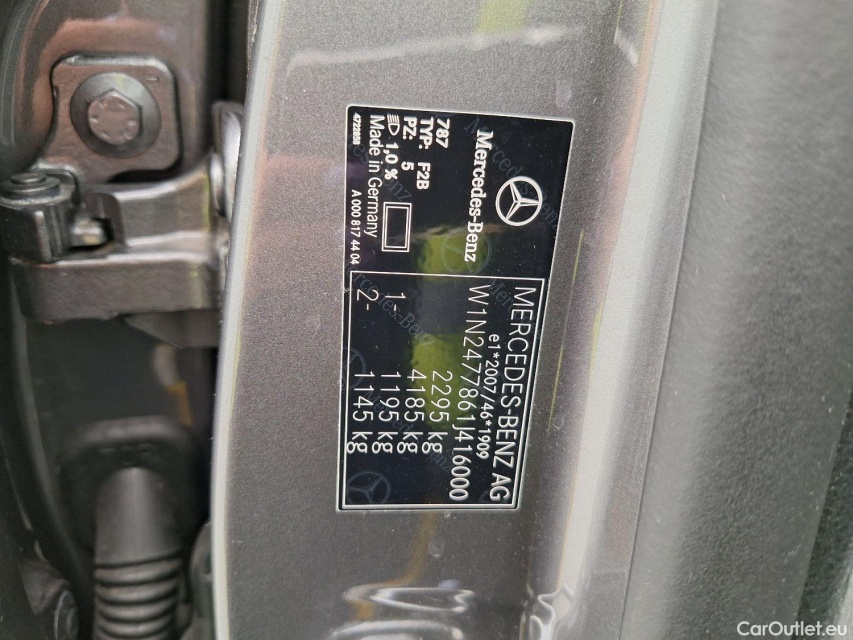 Mercedes-Benz
787
TYP: F2B
PZ: 5
1,0 %
Made in Germany
4722858 A 000 817 44 04
MERCEDES-BENZ AG
e1*2007/46*1909
W1N2477861J416000
2295 kg
4185 kg
1- 1195 kg
2- 1145 kg
CarOutlet.eu